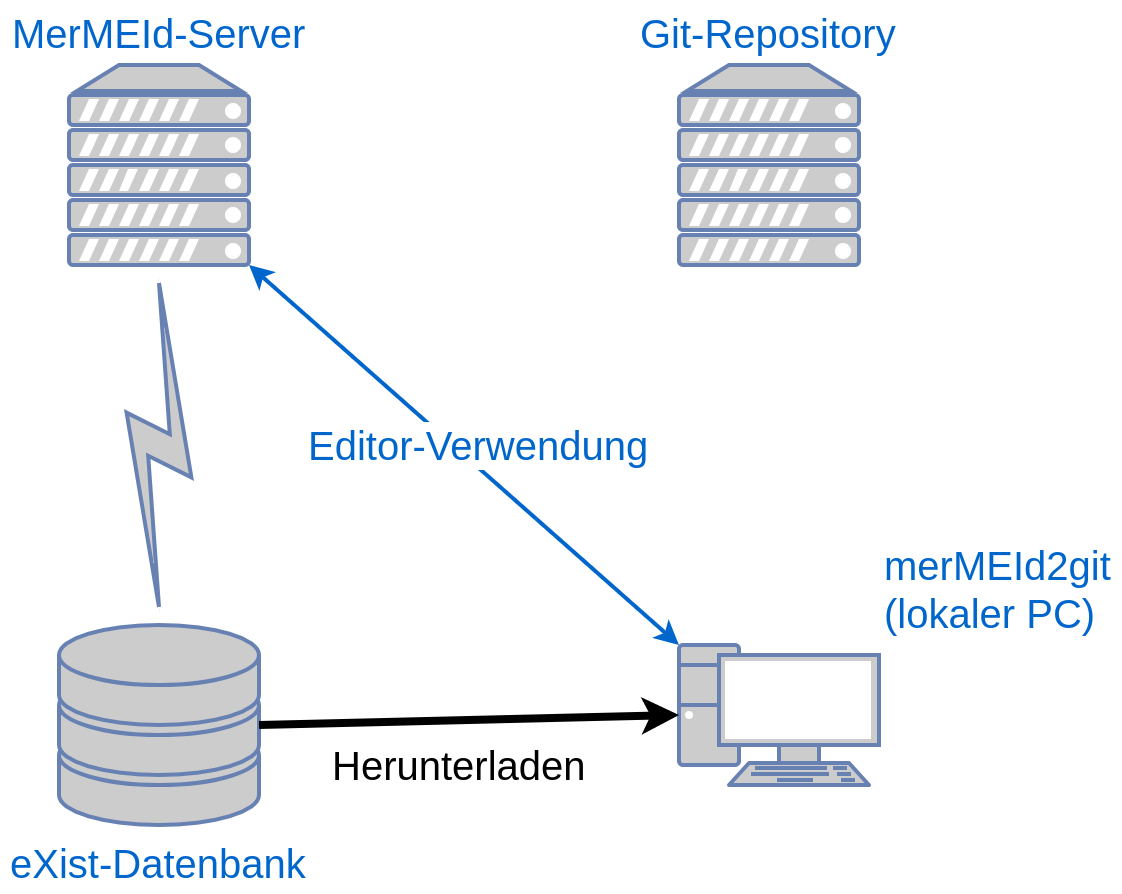 MerMEId-Server
Git-Repository
Editor-Verwendung
merMEId2git
(lokaler PC)
Herunterladen
eXist-Datenbank